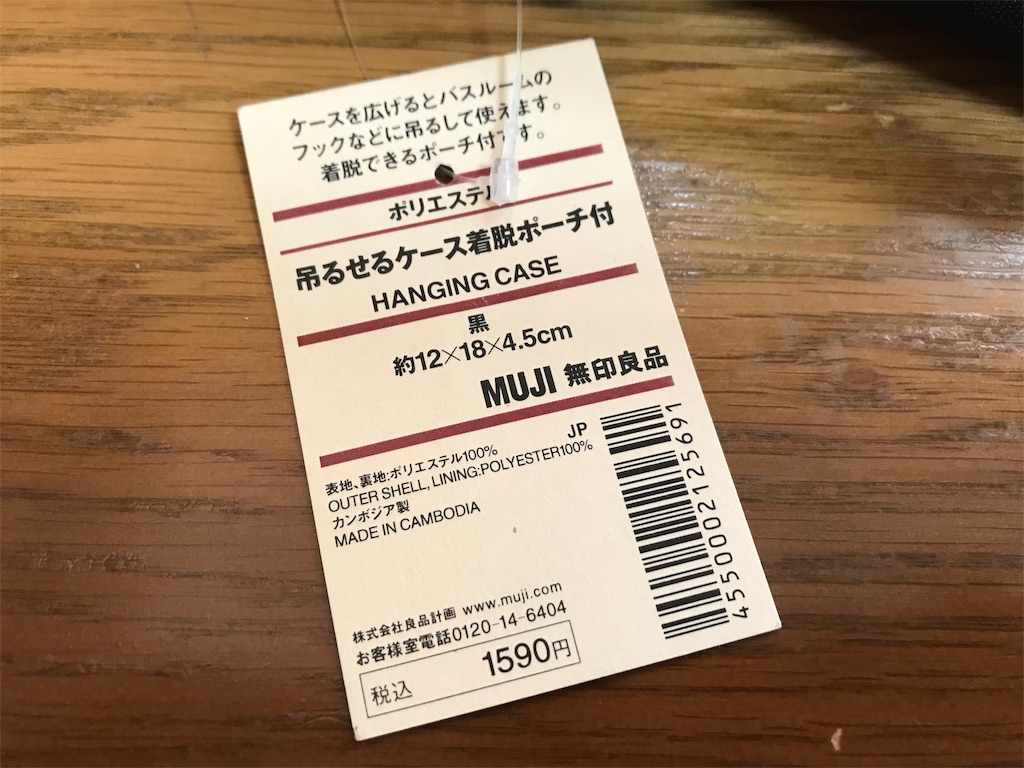 ケースを広げるとバスルームの
フックなどに吊るして使えます。
着脱できるポーチ付です。
ポリエステル
吊るせるケース着脱ポーチ付
HANGING CASE
黒
約12×18×4.5cm
MUJI 無印良品
JP
表地、裏地:ポリエステル100%
OUTER SHELL, LINING:POLYESTER100%
カンボジア製
MADE IN CAMBODIA
4550002125691
株式会社良品計画 www.muji.com
お客様室電話0120-14-6404
税込 1590円